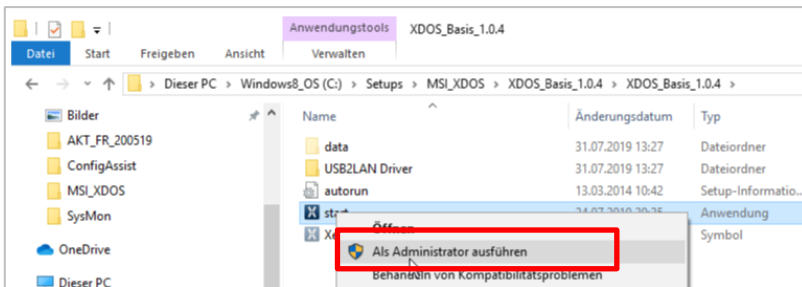 Anwendungstools XDOS_Basis_1.0.4
Datei Start Freigeben Ansicht Verwalten
Dieser PC > Windows8_OS (C:) > Setups > MSI_XDOS > XDOS_Basis_1.0.4 > XDOS_Basis_1.0.4 >
Bilder
AKT_FR_200519
ConfigAssist
MSI_XDOS
SysMon
OneDrive
Dieser PC
Name Änderungsdatum Typ
data 31.07.2019 13:27 Dateiordner
USB2LAN Driver 31.07.2019 13:27 Dateiordner
autorun 13.03.2014 10:42 Setup-Informatio...
start Anwendung
Symbol
Öffnen
Als Administrator ausführen
Behandeln von Kompatibilitätsproblemen